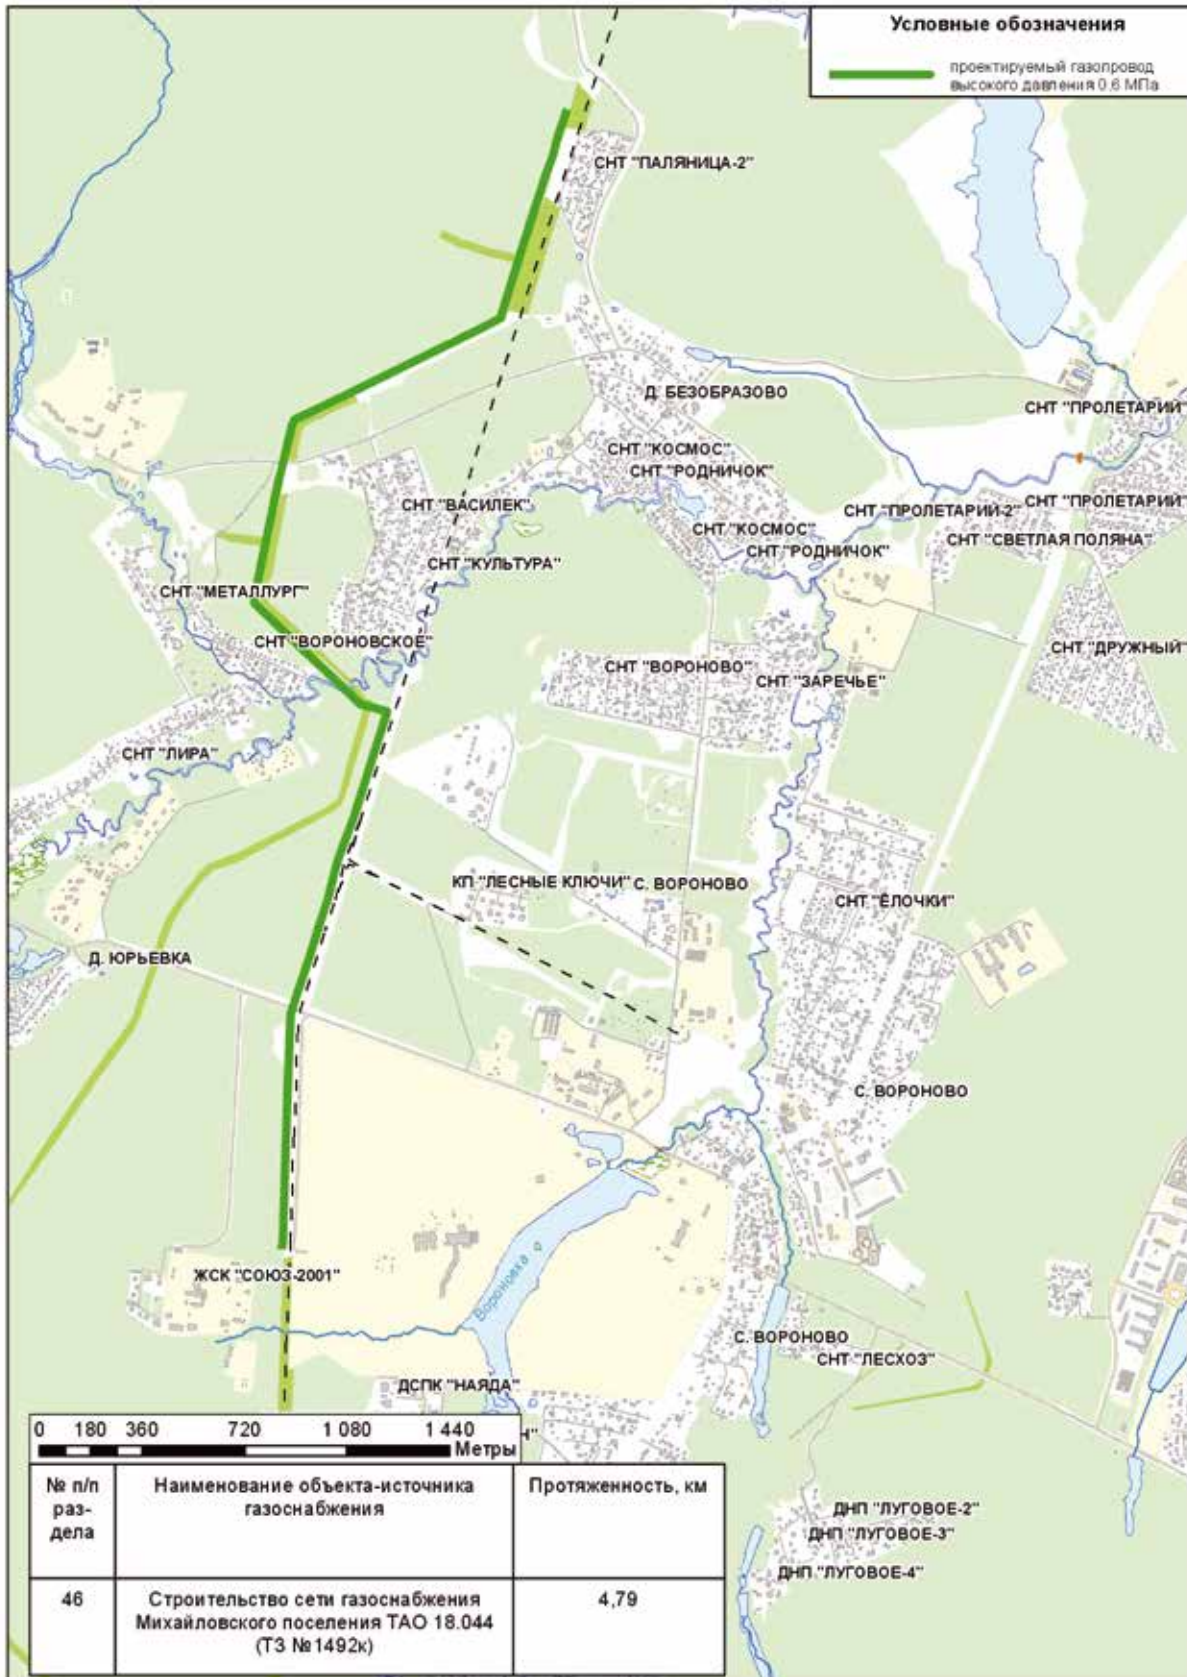 Условные обозначения
проектируемый газопровод
высокого давления 0,6 МПа
СНТ "ПАЛЯНИЦА-2"
Д. БЕЗОБРАЗОВО
СНТ "ПРОЛЕТАРИЙ"
СНТ "КОСМОС"
СНТ "РОДНИЧОК"
СНТ "ВАСИЛЕК"
СНТ "ПРОЛЕТАРИЙ-2"
СНТ "ПРОЛЕТАРИЙ"
СНТ "КОСМОС"
СНТ "СВЕТЛАЯ ПОЛЯНА"
СНТ "РОДНИЧОК"
СНТ "КУЛЬТУРА"
СНТ "МЕТАЛЛУРГ"
СНТ "ВОРОНОВСКОЕ"
СНТ "ДРУЖНЫЙ"
СНТ "ВОРОНОВО"
СНТ "ЗАРЕЧЬЕ"
СНТ "ЛИРА"
КП "ЛЕСНЫЕ КЛЮЧИ"
С. ВОРОНОВО
СНТ "ЁЛОЧКИ"
Д. ЮРЬЕВКА
С. ВОРОНОВО
ЖСК "СОЮЗ-2001"
Вороновка
С. ВОРОНОВО
СНТ "ЛЕСХОЗ"
ДСПК "НАЯДА"
0 180 360 720 1 080 1 440
Метры
Н"
№ п/п раз-дела
Наименование объекта-источника
газоснабжения
Протяженность, км
46
Строительство сети газоснабжения
Михайловского поселения ТАО 18.044
(ТЗ №1492к)
4,79
ДНП "ЛУГОВОЕ-2"
ДНП "ЛУГОВОЕ-3"
ДНП "ЛУГОВОЕ-4"